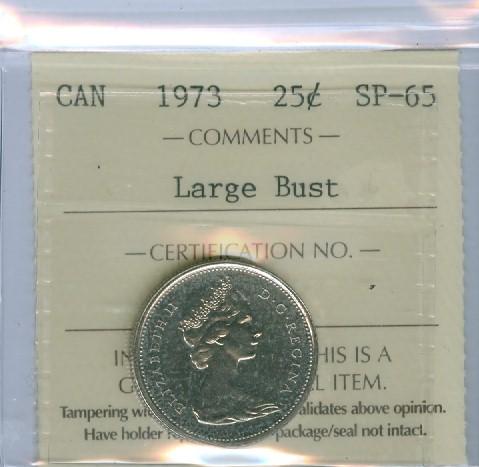 CAN 1973 25¢ SP-65
— COMMENTS —
Large Bust
— CERTIFICATION NO. —
ELIZABETH II D·G·REGINA
HIS IS A
ITEM.
Tampering alidates above opinion.
Have holder package/seal not intact.